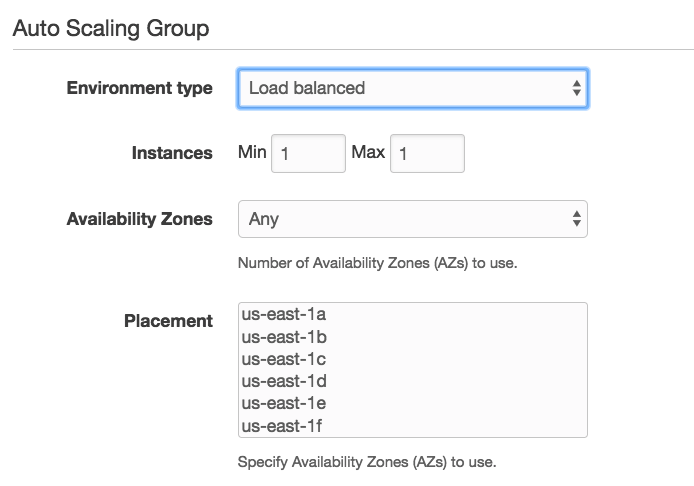 Auto Scaling Group
Environment type Load balanced
Instances Min 1 Max 1
Availability Zones Any
Number of Availability Zones (AZs) to use.
Placement us-east-1a
us-east-1b
us-east-1c
us-east-1d
us-east-1e
us-east-1f
Specify Availability Zones (AZs) to use.